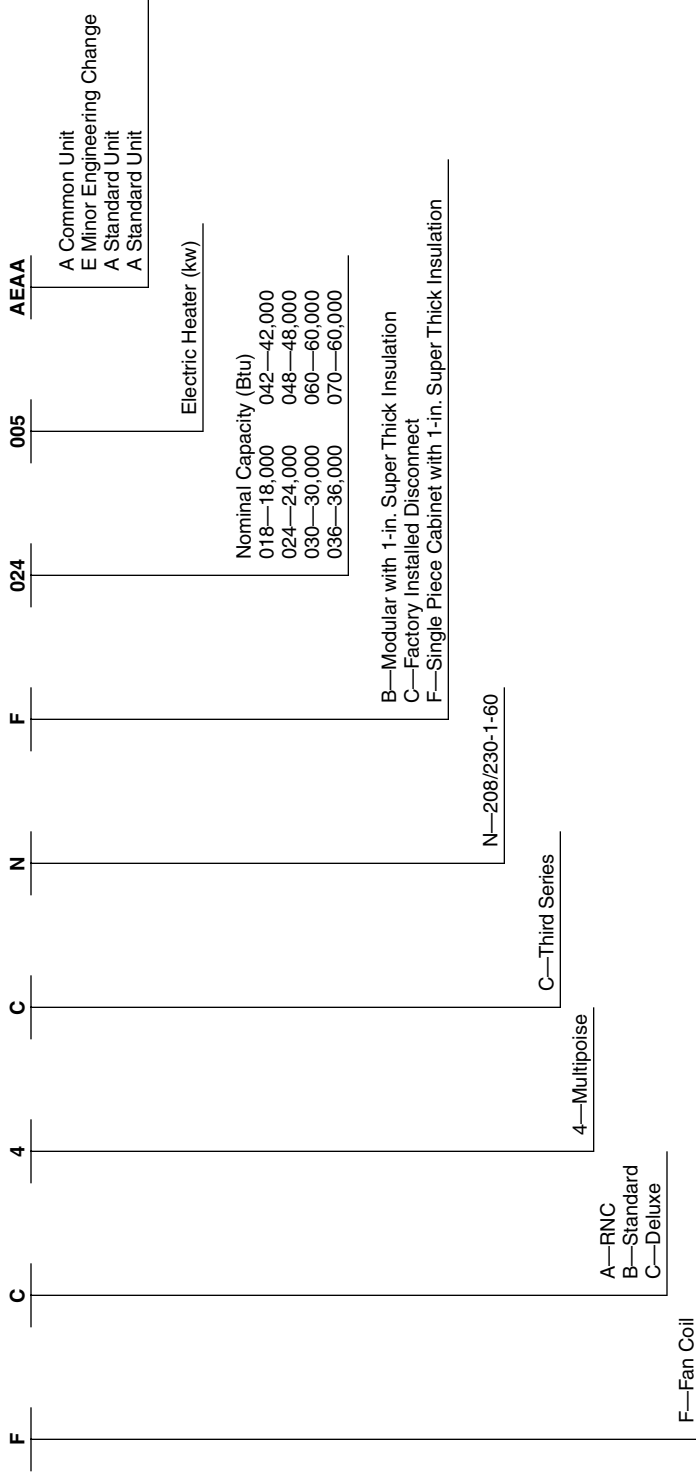 F C 4 C N F 024 005 AEAA
A Common Unit
E Minor Engineering Change
A Standard Unit
A Standard Unit
Electric Heater (kw)
Nominal Capacity (Btu)
018—18,000 042—42,000
024—24,000 048—48,000
030—30,000 060—60,000
036—36,000 070—60,000
B—Modular with 1-in. Super Thick Insulation
C—Factory Installed Disconnect
F—Single Piece Cabinet with 1-in. Super Thick Insulation
N—208/230-1-60
C—Third Series
4—Multipoise
A—RNC
B—Standard
C—Deluxe
F—Fan Coil